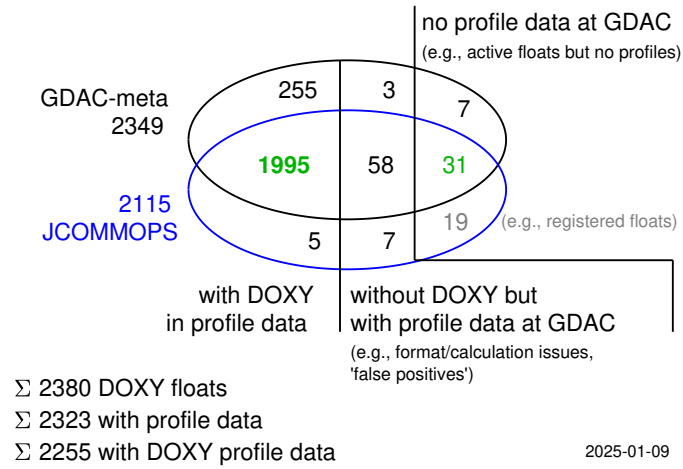 no profile data at GDAC
(e.g., active floats but no profiles)
255
3
7
GDAC-meta
2349
1995
58
31
2115
JCOMMOPS
19
(e.g., registered floats)
5
7
with DOXY
in profile data
without DOXY but
with profile data at GDAC
(e.g., format/calculation issues,
'false positives')
Σ 2380 DOXY floats
Σ 2323 with profile data
Σ 2255 with DOXY profile data
2025-01-09